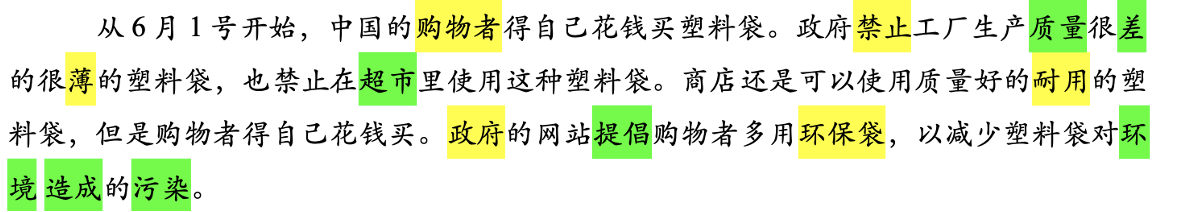 从6月1号开始，中国的购物者得自己花钱买塑料袋。政府禁止工厂生产质量很差
的很薄的塑料袋，也禁止在超市里使用这种塑料袋。商店还是可以使用质量好的耐用的塑
料袋，但是购物者得自己花钱买。政府的网站提倡购物者多用环保袋，以减少塑料袋对环
境造成的污染。